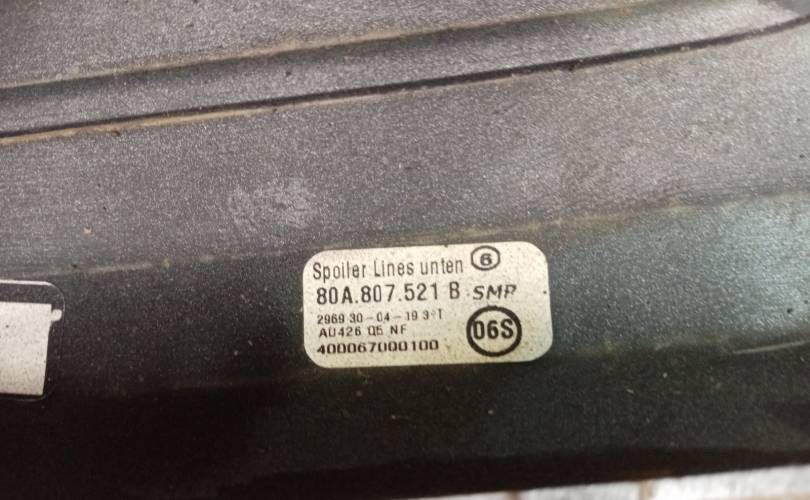 Spoiler Lines unten 6
80A.807.521 B SMP
2969 30-04-19 3°T
AU426 Q5 NF
400067000100
06S